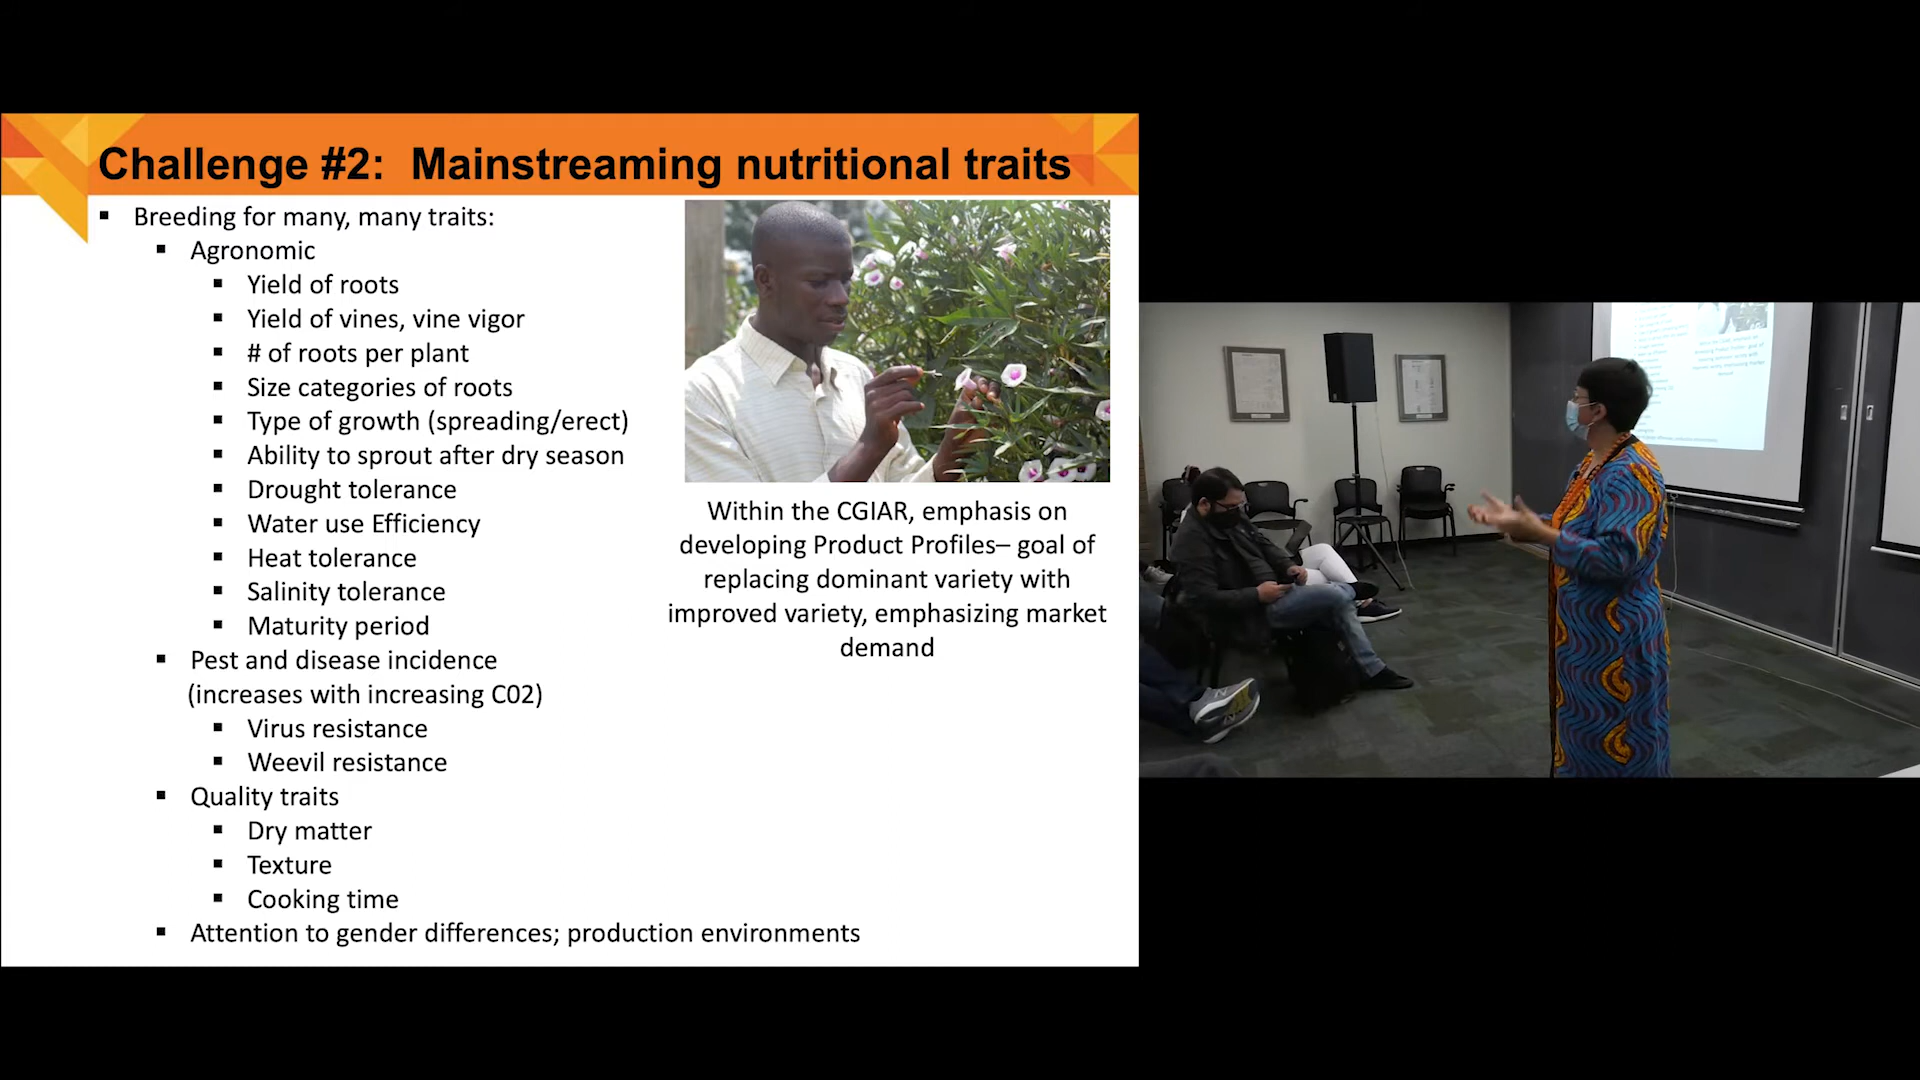 Challenge #2: Mainstreaming nutritional traits
Breeding for many, many traits:
Agronomic
Yield of roots
Yield of vines, vine vigor
# of roots per plant
Size categories of roots
Type of growth (spreading/erect)
Ability to sprout after dry season
Drought tolerance
Water use Efficiency
Heat tolerance
Salinity tolerance
Maturity period
Pest and disease incidence
(increases with increasing C02)
Virus resistance
Weevil resistance
Quality traits
Dry matter
Texture
Cooking time
Attention to gender differences; production environments
Within the CGIAR, emphasis on
developing Product Profiles– goal of
replacing dominant variety with
improved variety, emphasizing market
demand